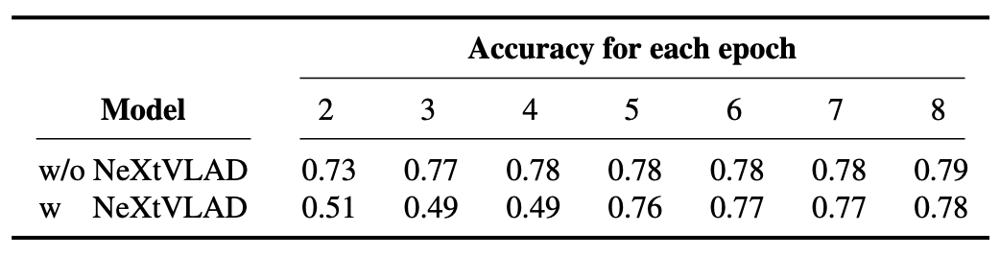 Accuracy for each epoch
Model 2 3 4 5 6 7 8
w/o NeXtVLAD 0.73 0.77 0.78 0.78 0.78 0.78 0.79
w NeXtVLAD 0.51 0.49 0.49 0.76 0.77 0.77 0.78